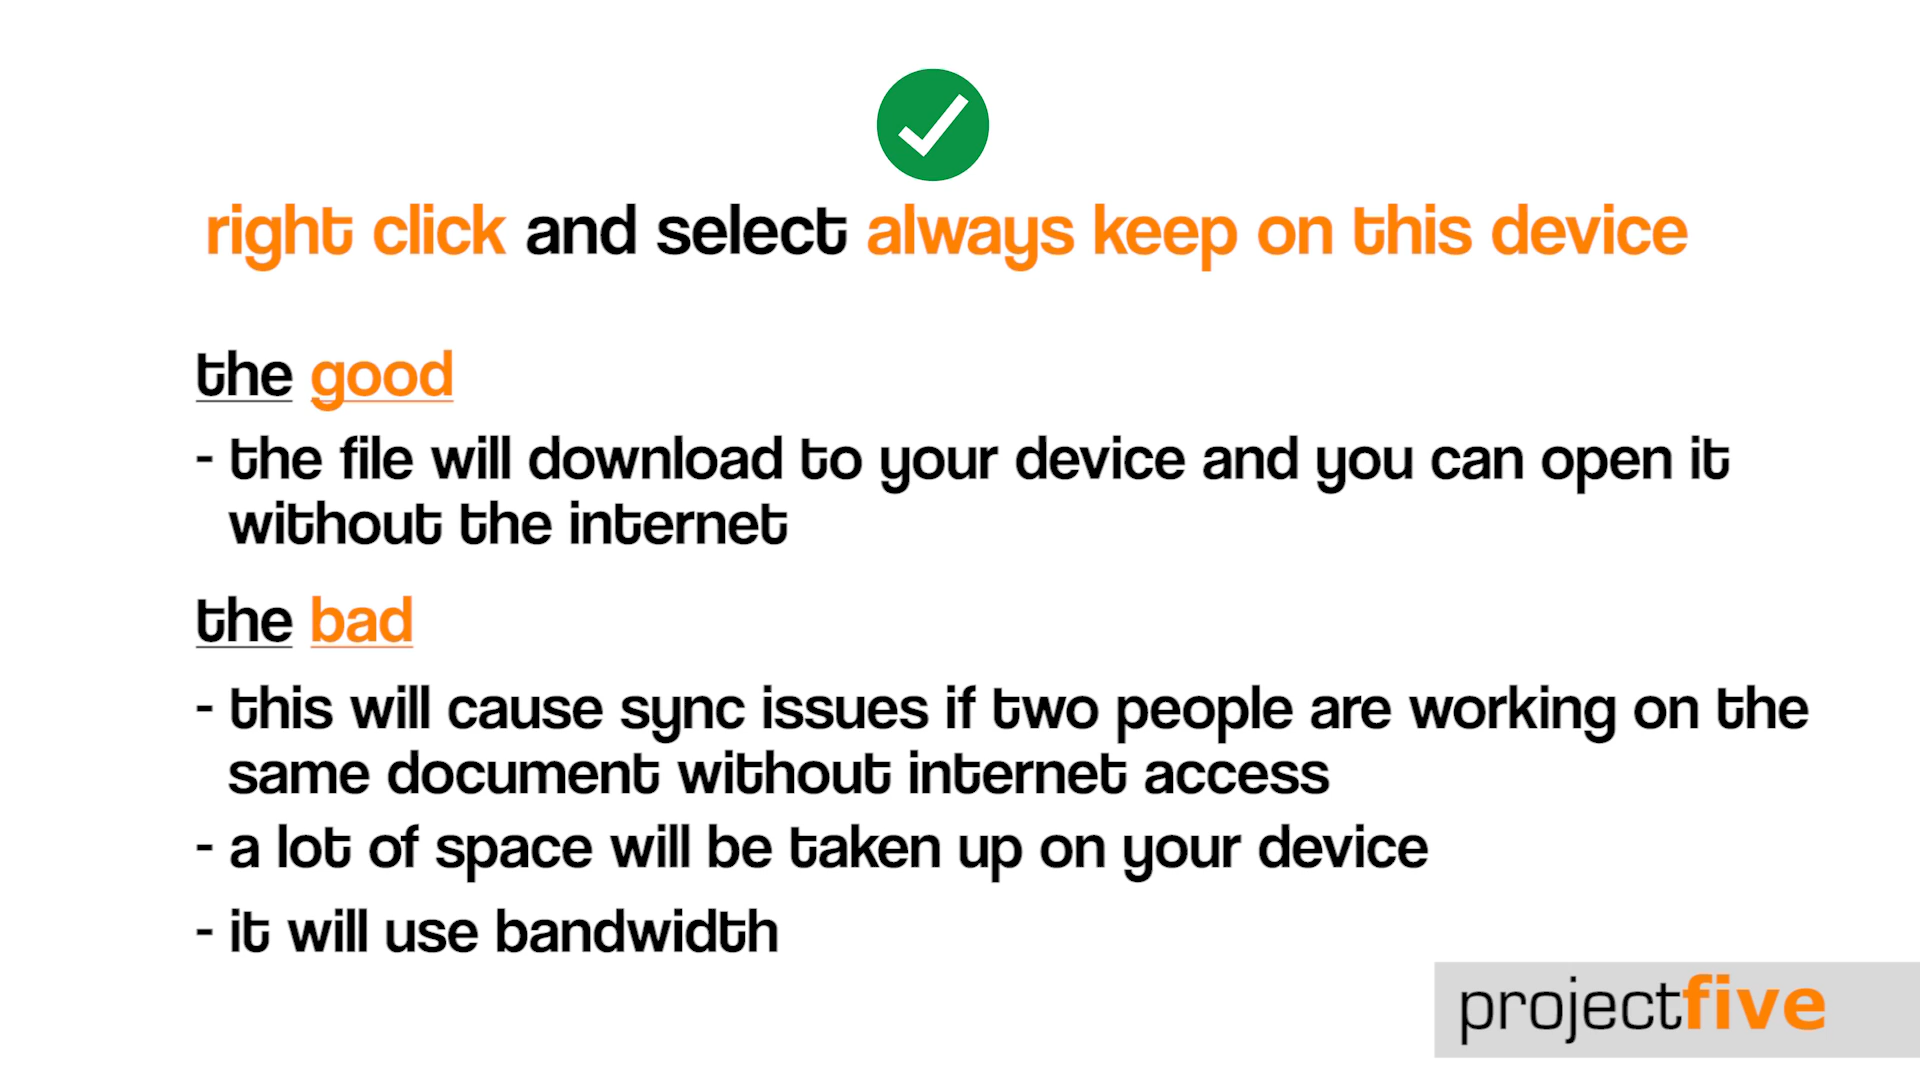 right click and select always keep on this device
the good
- the file will download to your device and you can open it
without the internet
the bad
- this will cause sync issues if two people are working on the
same document without internet access
- a lot of space will be taken up on your device
- it will use bandwidth
projectfive